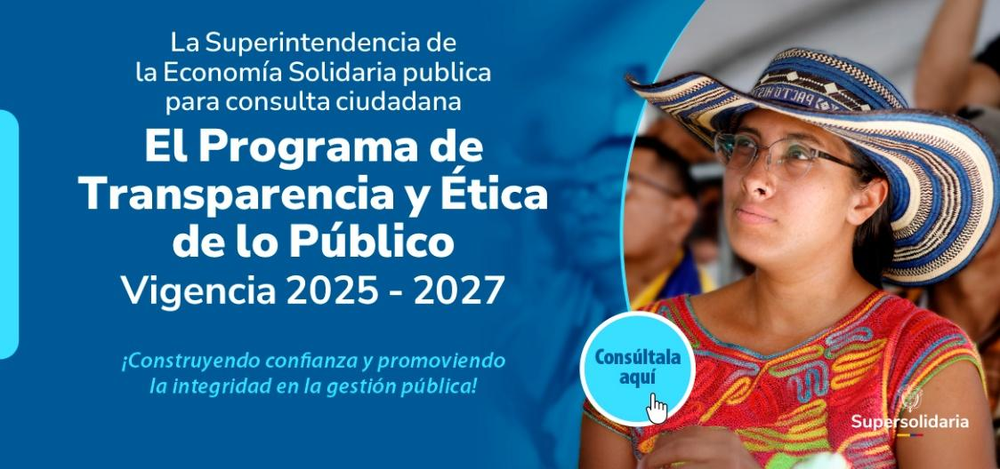 La Superintendencia de
la Economía Solidaria publica
para consulta ciudadana
El Programa de
Transparencia y Ética
de lo Público
Vigencia 2025 - 2027
¡Construyendo confianza y promoviendo
la integridad en la gestión pública!
Consúltala
aquí
Supersolidaria